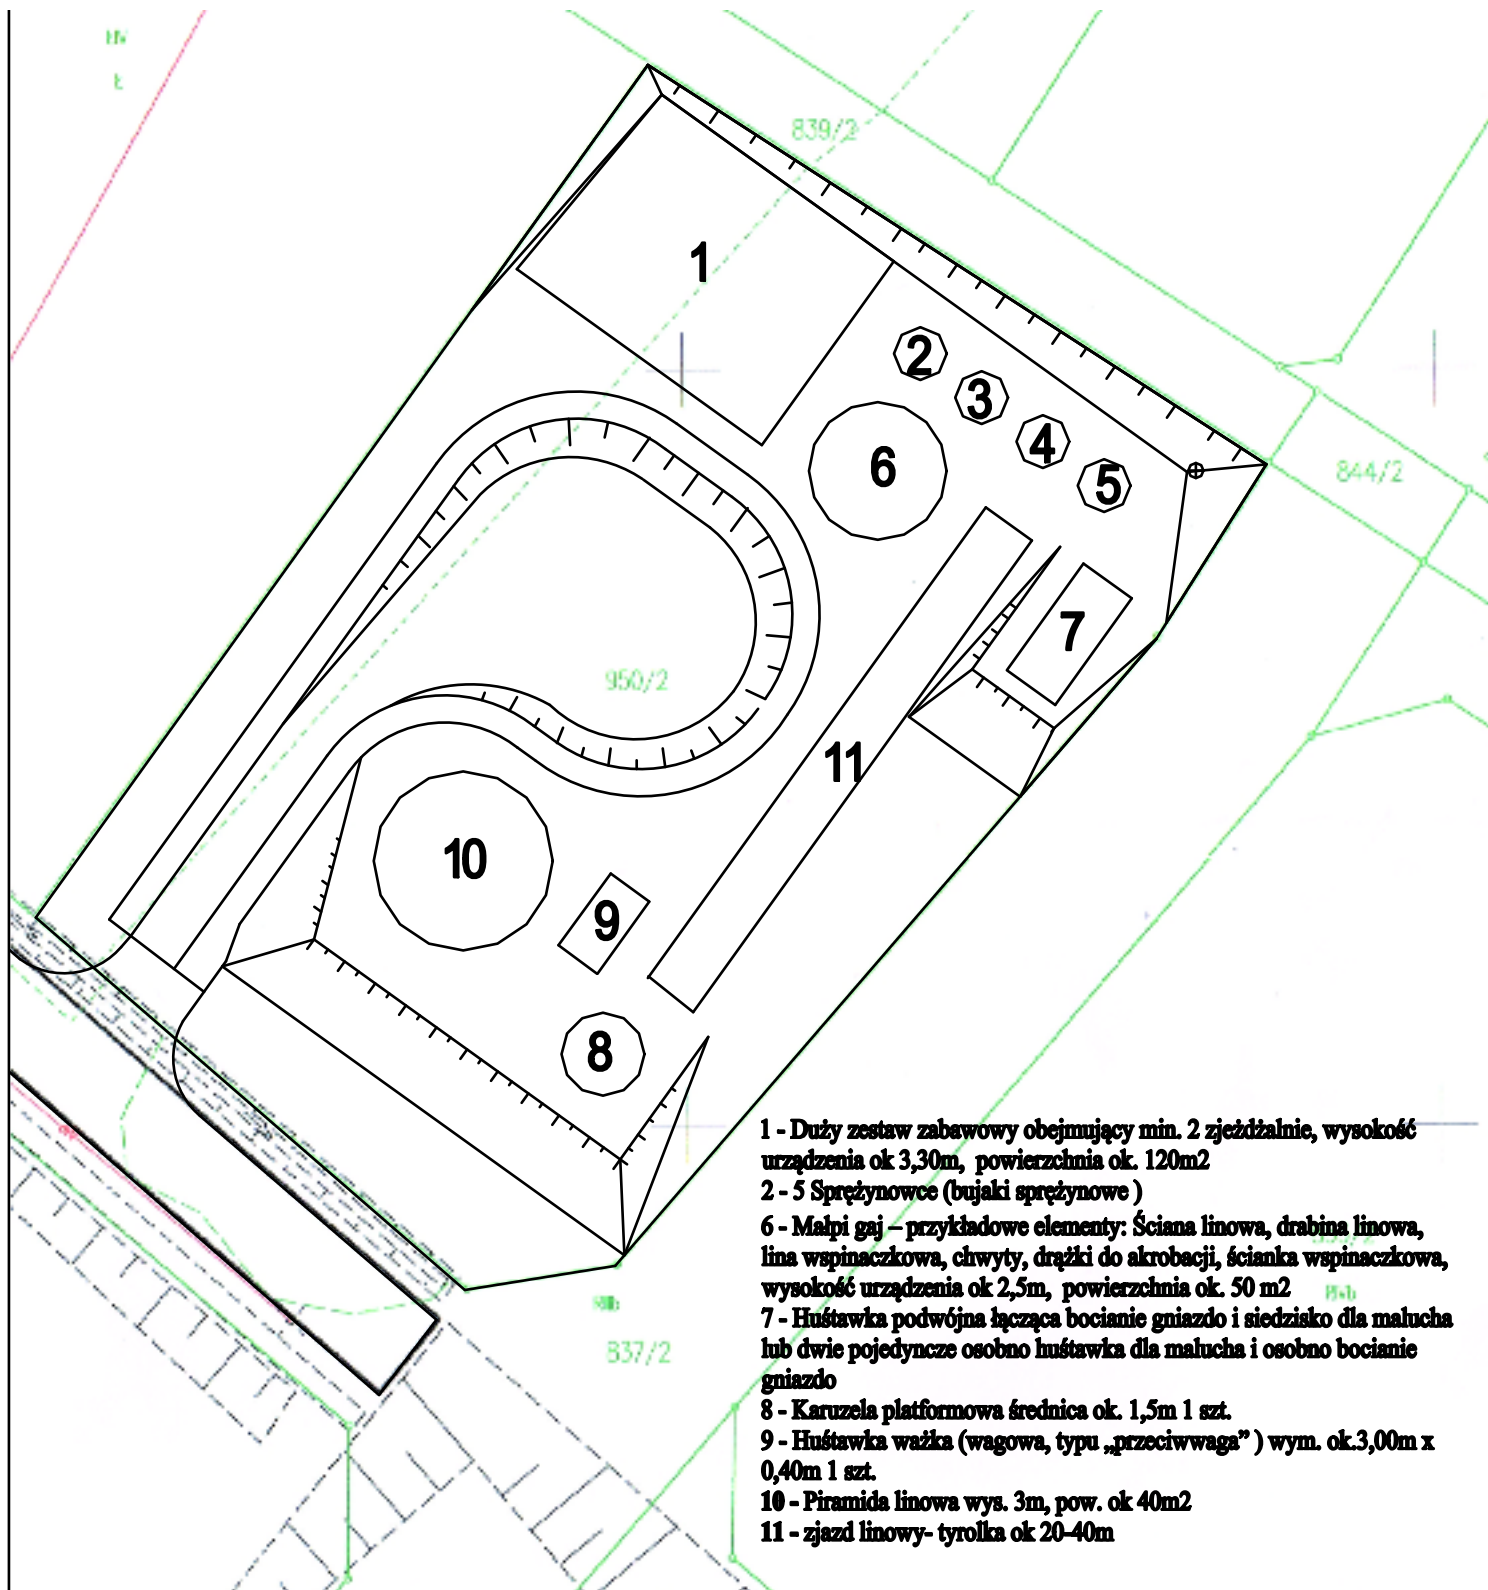 839/2
1
2
3
4
5
6
844/2
7
950/2
11
10
9
8
1 - Duży zestaw zabawowy obejmujący min. 2 zjeżdżalnie, wysokość
urządzenia ok 3,30m, powierzchnia ok. 120m2
2 - 5 Sprężynowce (bujaki sprężynowe )
6 - Małpi gaj – przykładowe elementy: Ściana linowa, drabina linowa,
lina wspinaczkowa, chwyty, drążki do akrobacji, ścianka wspinaczkowa,
wysokość urządzenia ok 2,5m, powierzchnia ok. 50 m2
7 - Huśtawka podwójna łącząca bocianie gniazdo i siedzisko dla malucha
lub dwie pojedyncze osobno huśtawka dla malucha i osobno bocianie
gniazdo
8 - Karuzela platformowa średnica ok. 1,5m 1 szt.
9 - Huśtawka ważka (wagowa, typu „przeciwwaga” ) wym. ok.3,00m x
0,40m 1 szt.
10 - Piramida linowa wys. 3m, pow. ok 40m2
11 - zjazd linowy- tyrolka ok 20-40m
837/2